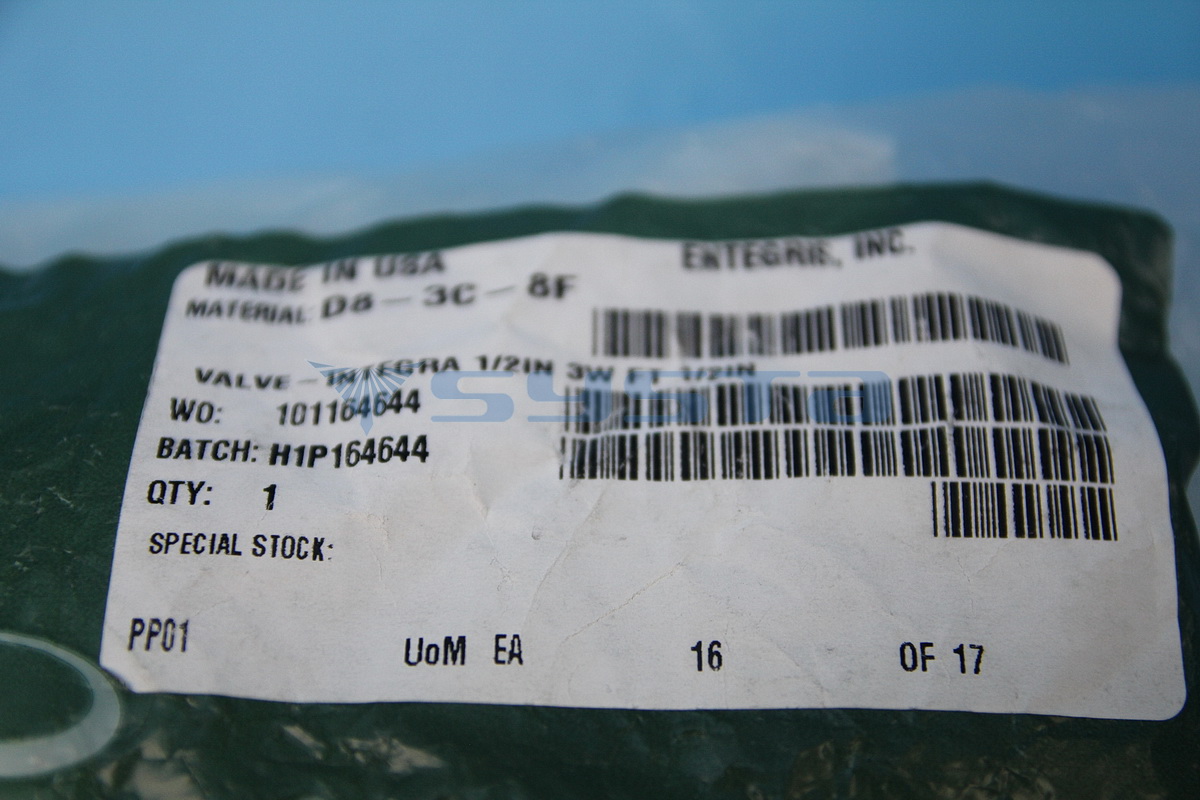 MADE IN USA ENTEGRIS, INC.
MATERIAL: D8-3C-8F
VALVE-INTEGRA 1/2IN 3W FT 1/2IN
WO: 101164644
BATCH: H1P164644
QTY: 1
SPECIAL STOCK:
PP01 UoM EA 16 OF 17
systa